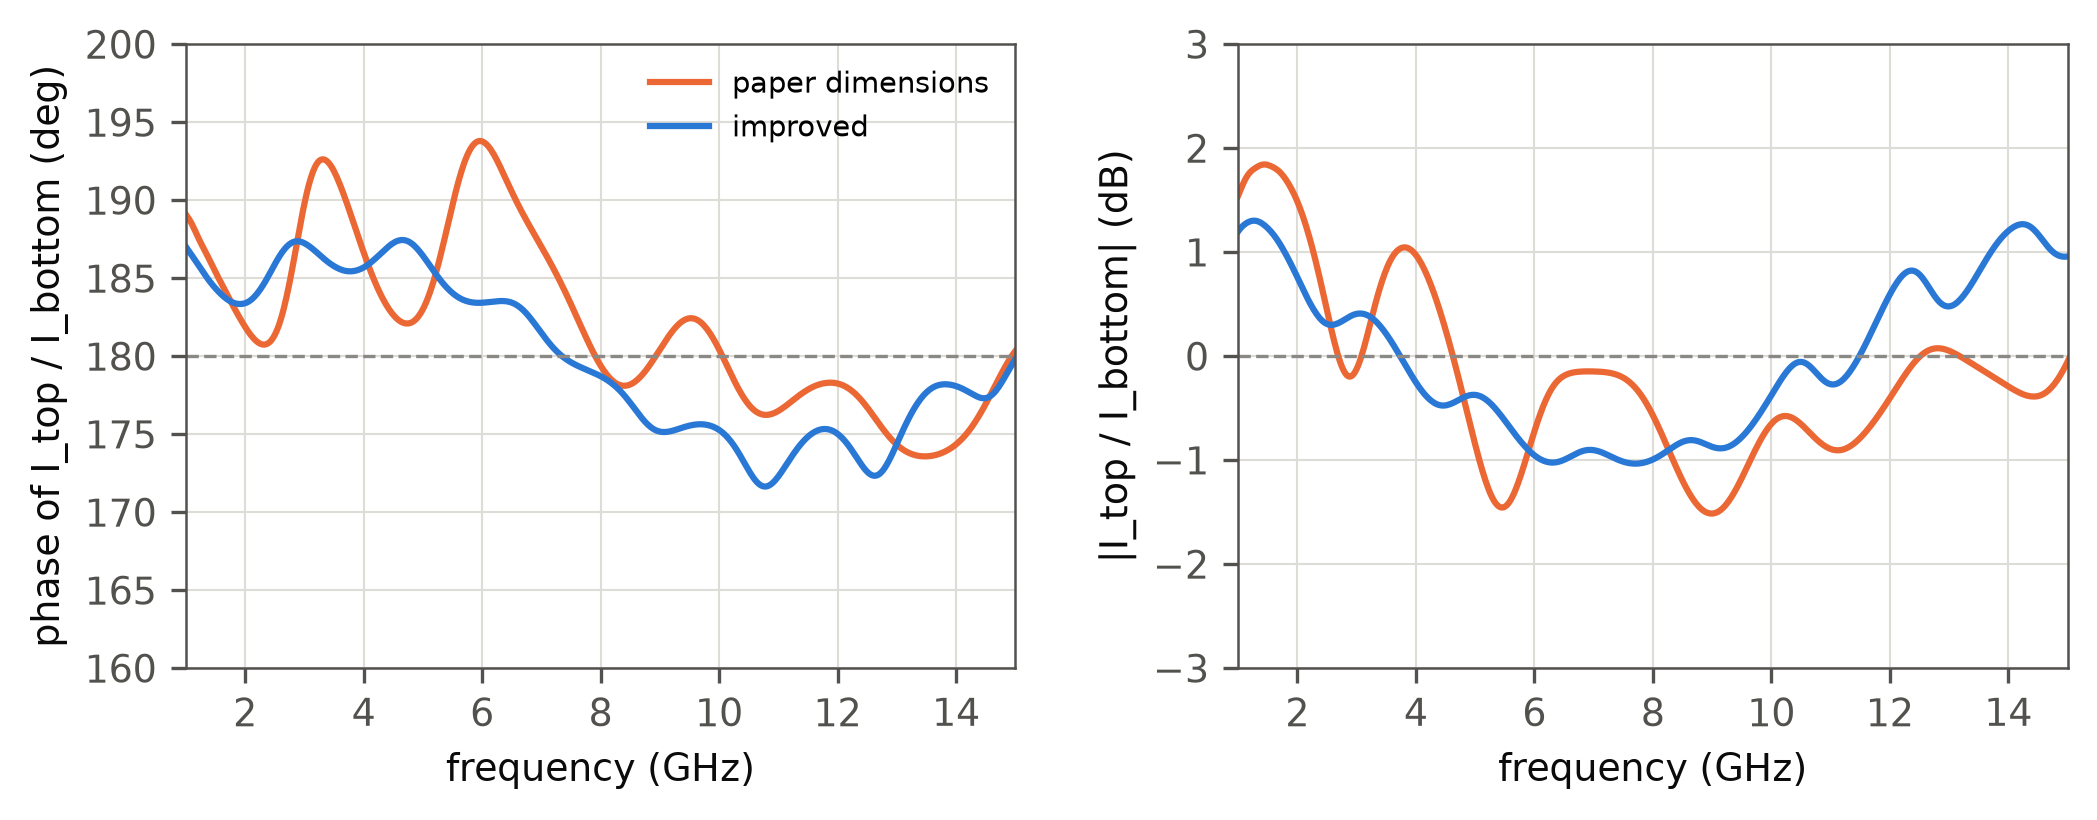 phase of I_top / I_bottom (deg)
200
195
190
185
180
175
170
165
160
2 4 6 8 10 12 14
frequency (GHz)
paper dimensions
improved
|I_top / I_bottom| (dB)
3
2
1
0
−1
−2
−3
2 4 6 8 10 12 14
frequency (GHz)